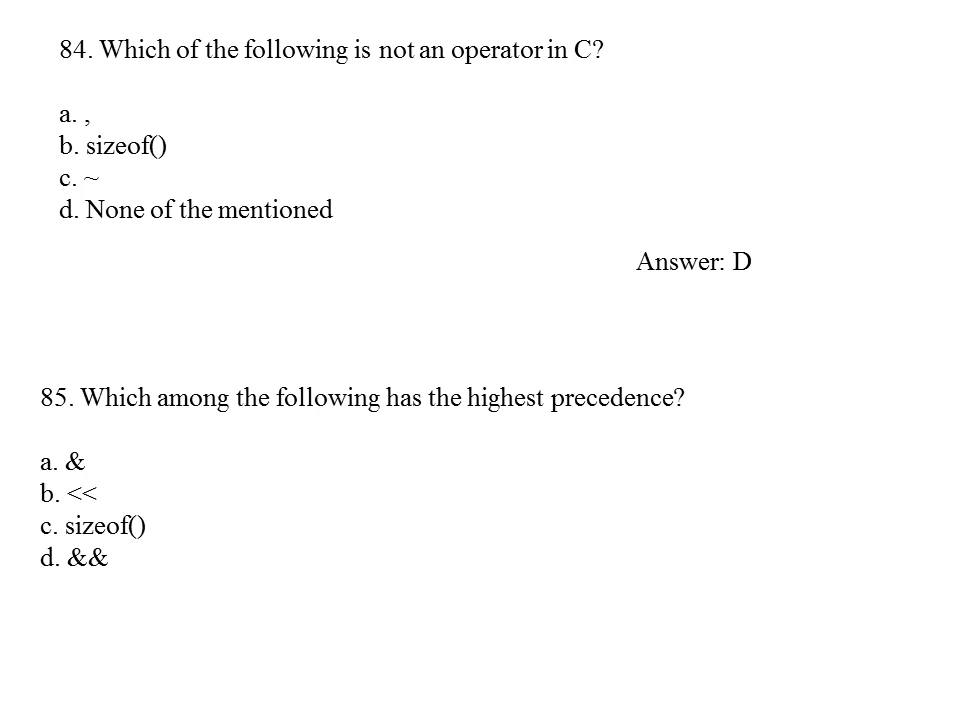 84. Which of the following is not an operator in C?
a. ,
b. sizeof()
c. ~
d. None of the mentioned
Answer: D
85. Which among the following has the highest precedence?
a. &
b. <<
c. sizeof()
d. &&